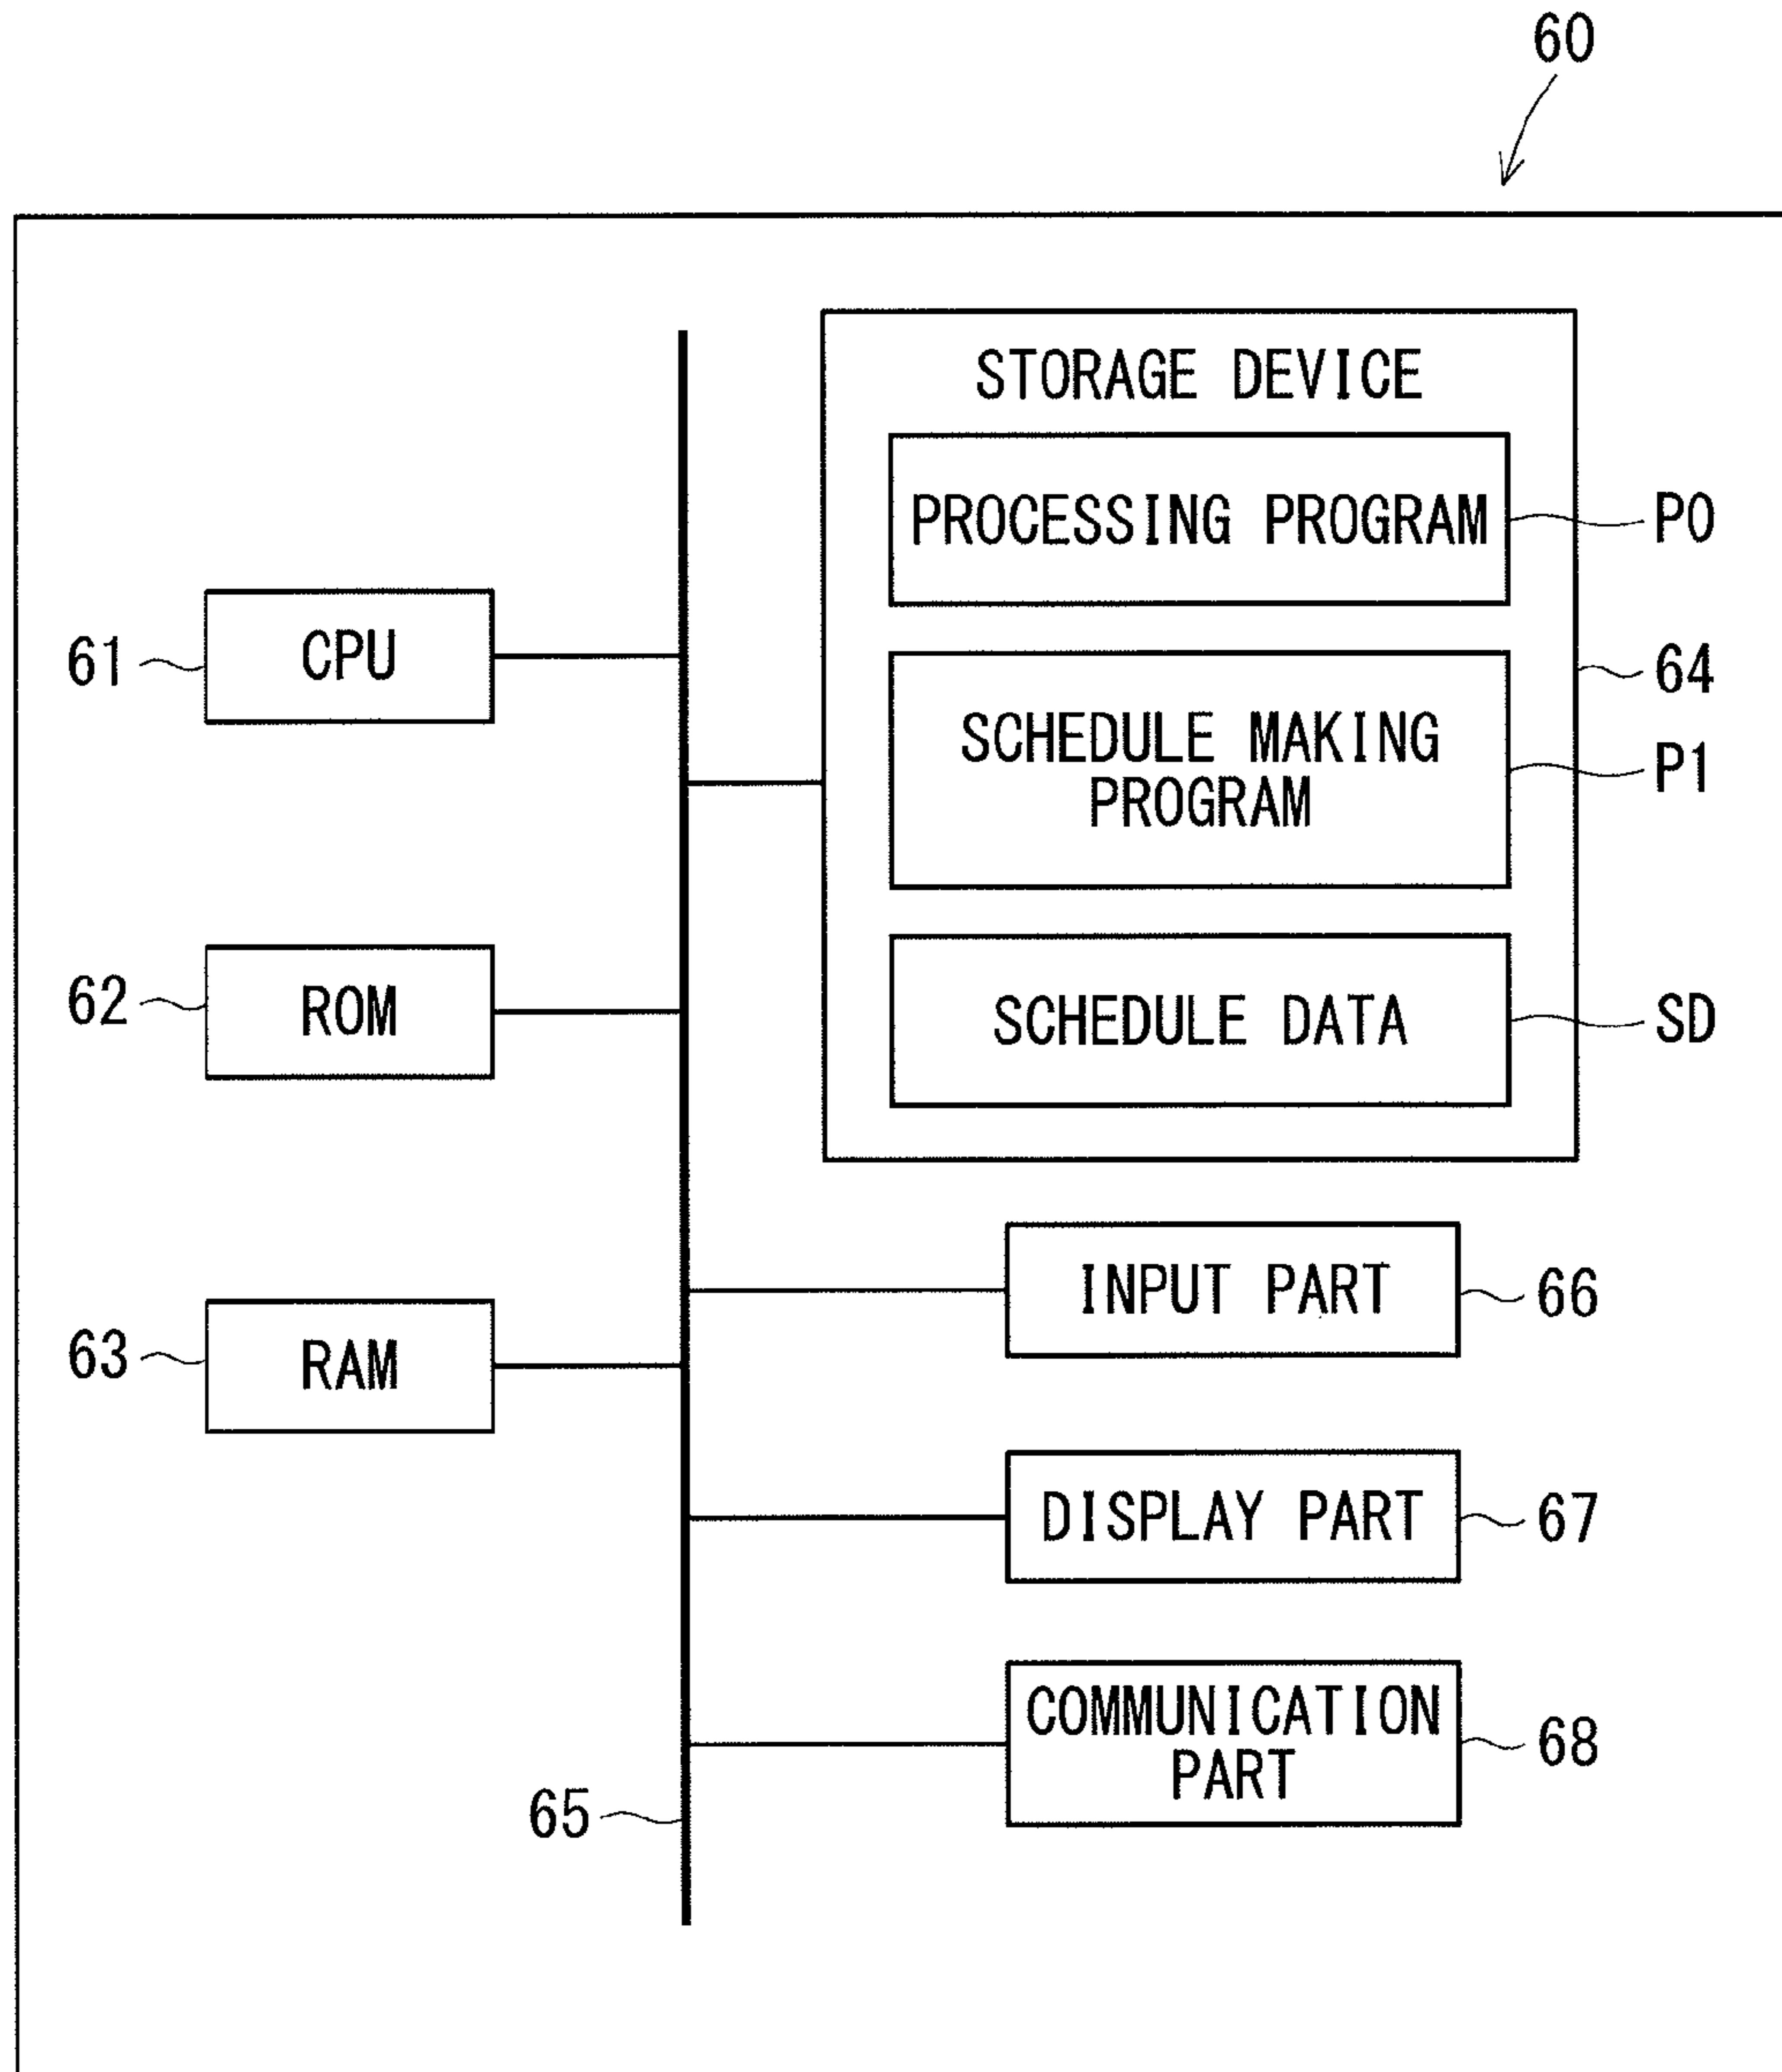 60
STORAGE DEVICE
PROCESSING PROGRAM
P0
61
CPU
64
SCHEDULE MAKING
PROGRAM
P1
62
ROM
SCHEDULE DATA
SD
63
RAM
INPUT PART
66
DISPLAY PART
67
COMMUNICATION
PART
68
65